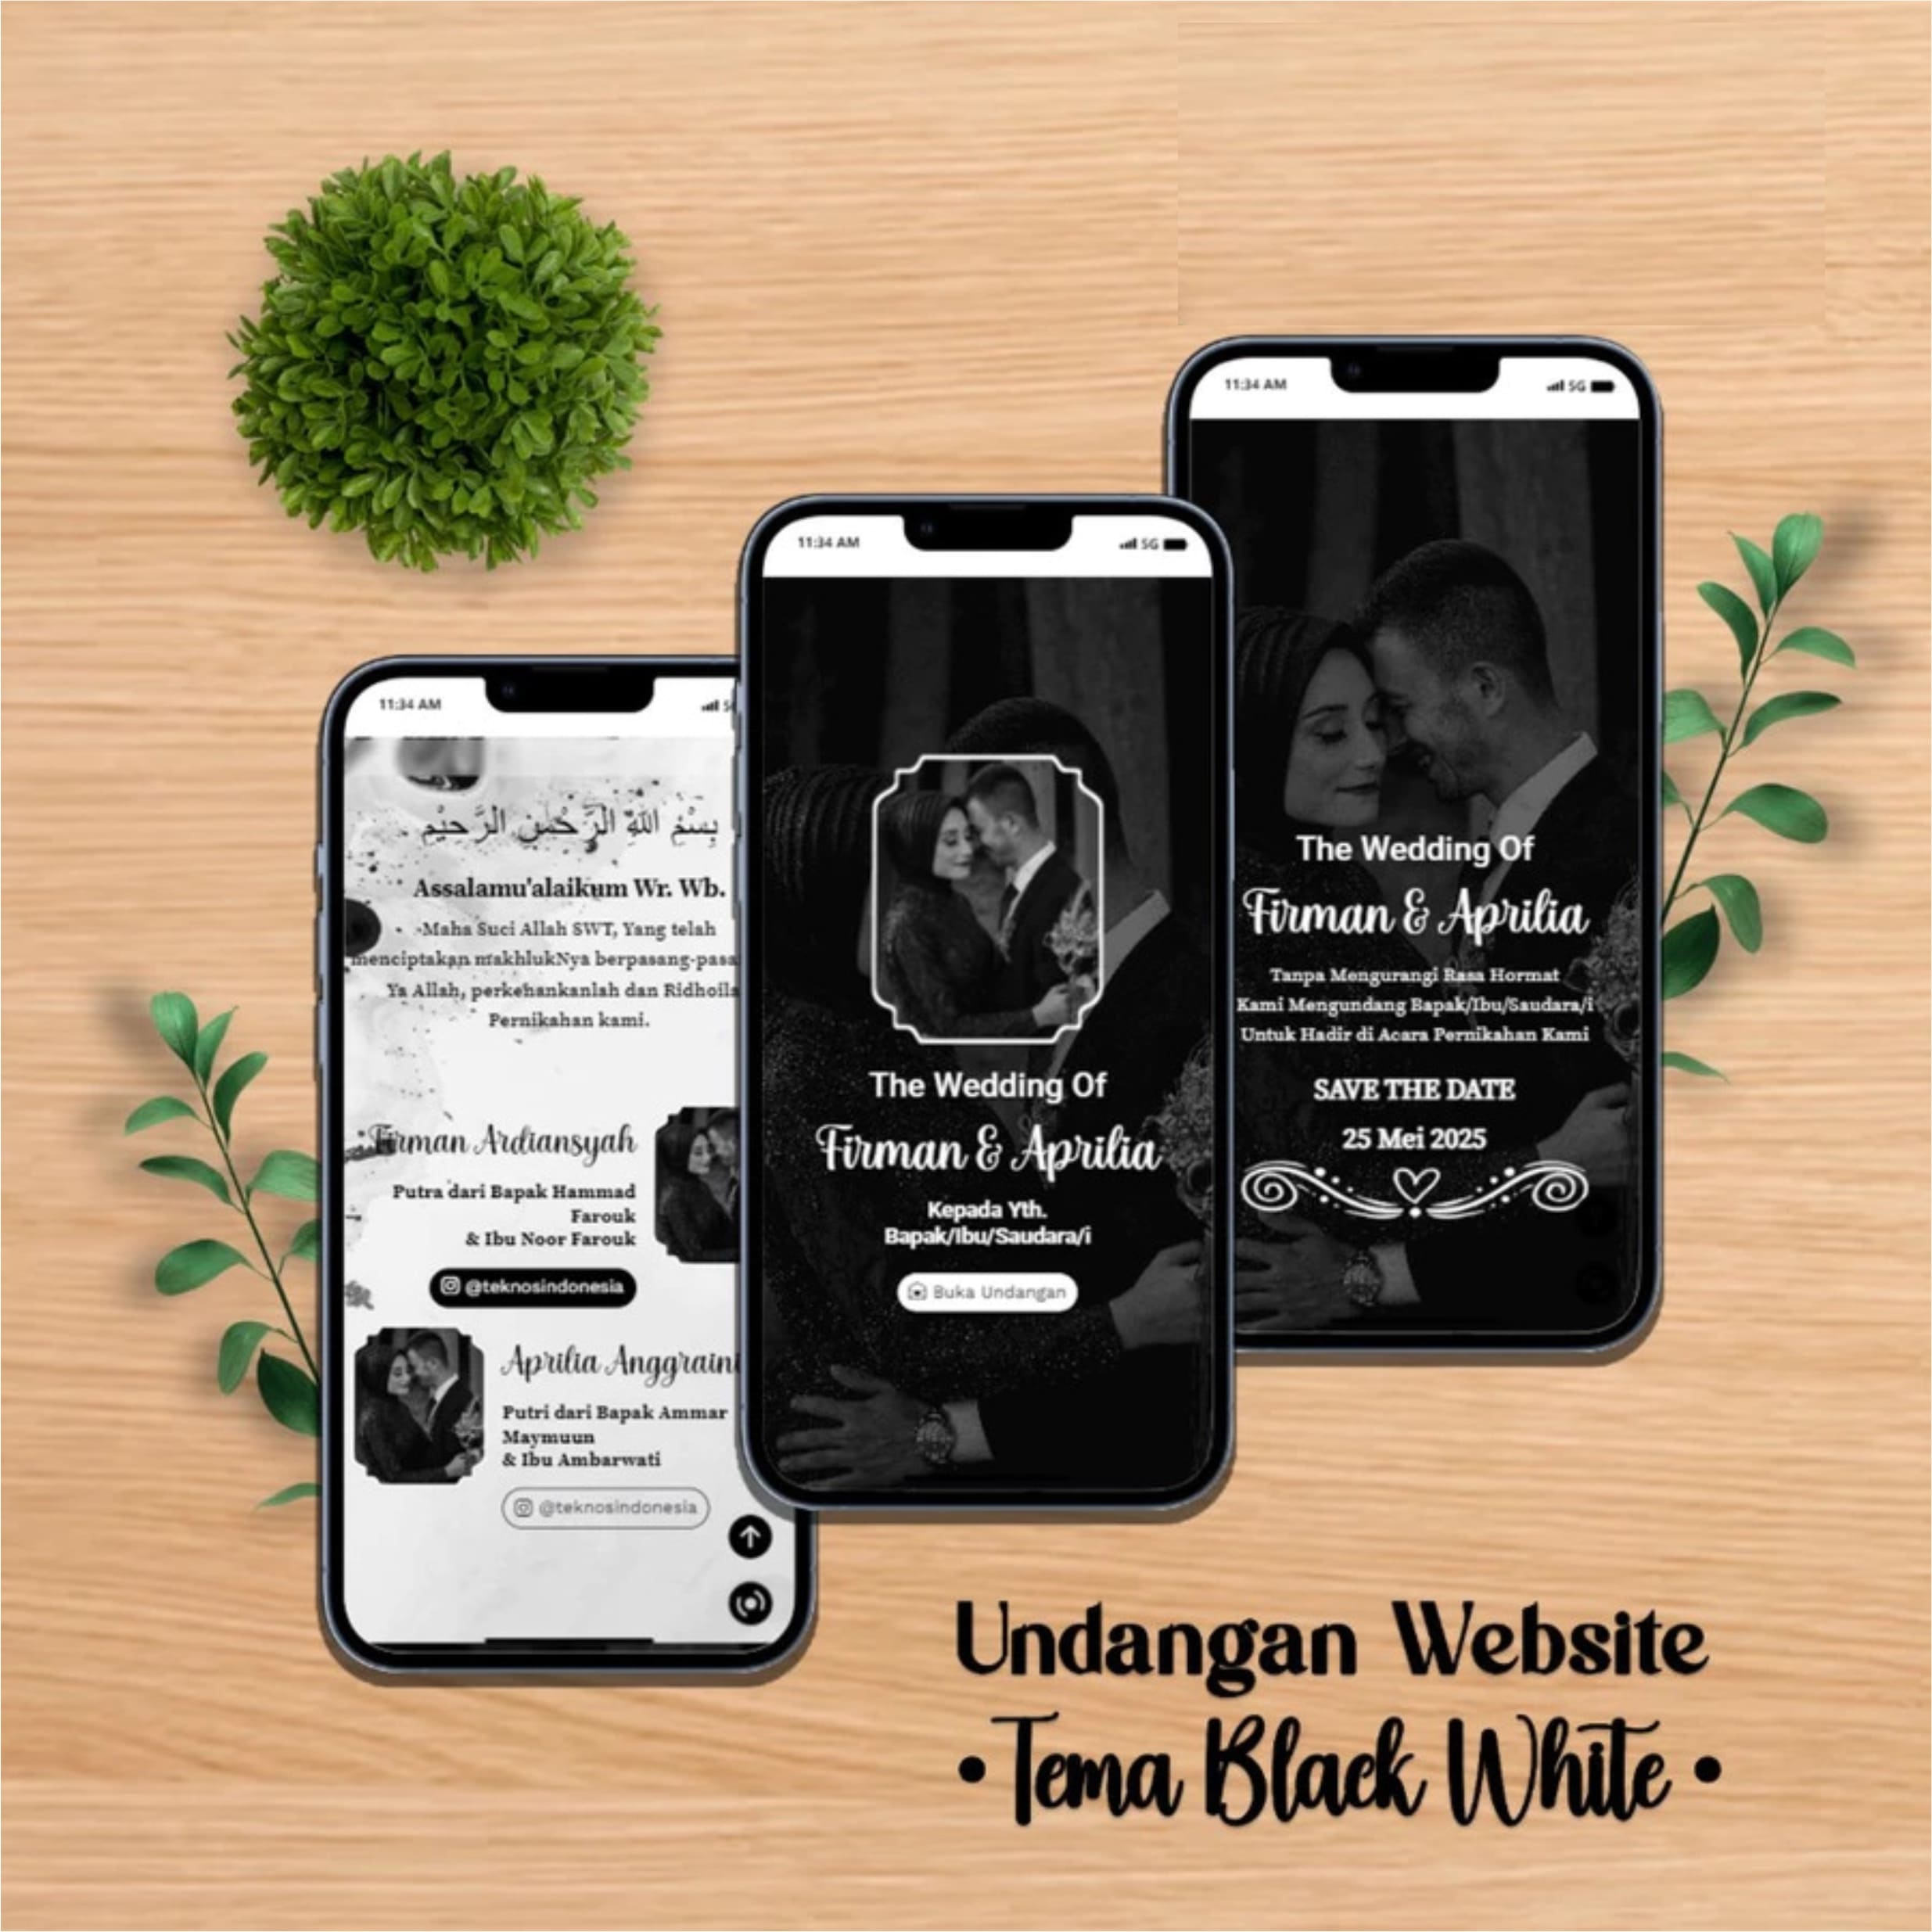 11:34 AM
بِسْمِ اللَّهِ الرَّحْمَٰنِ الرَّحِيْمِ
Assalamu'alaikum Wr. Wb.
Maha Suci Allah SWT, Yang telah
menciptakan makhlukNya berpasang-pasa
Ya Allah, perkenankanlah dan Ridhoila
Pernikahan kami.
Firman Ardiansyah
Putra dari Bapak Hammad
Farouk
& Ibu Noor Farouk
@teknosindonesia
Aprilia Anggraini
Putri dari Bapak Ammar
Maymuun
& Ibu Ambarwati
@teknosindonesia
11:34 AM 5G
The Wedding Of
Firman & Aprilia
Kepada Yth.
Bapak/Ibu/Saudara/i
Buka Undangan
11:34 AM 5G
The Wedding Of
Firman & Aprilia
Tanpa Mengurangi Rasa Hormat
Kami Mengundang Bapak/Ibu/Saudara/i
Untuk Hadir di Acara Pernikahan Kami
SAVE THE DATE
25 Mei 2025
Undangan Website
• Tema Black White •